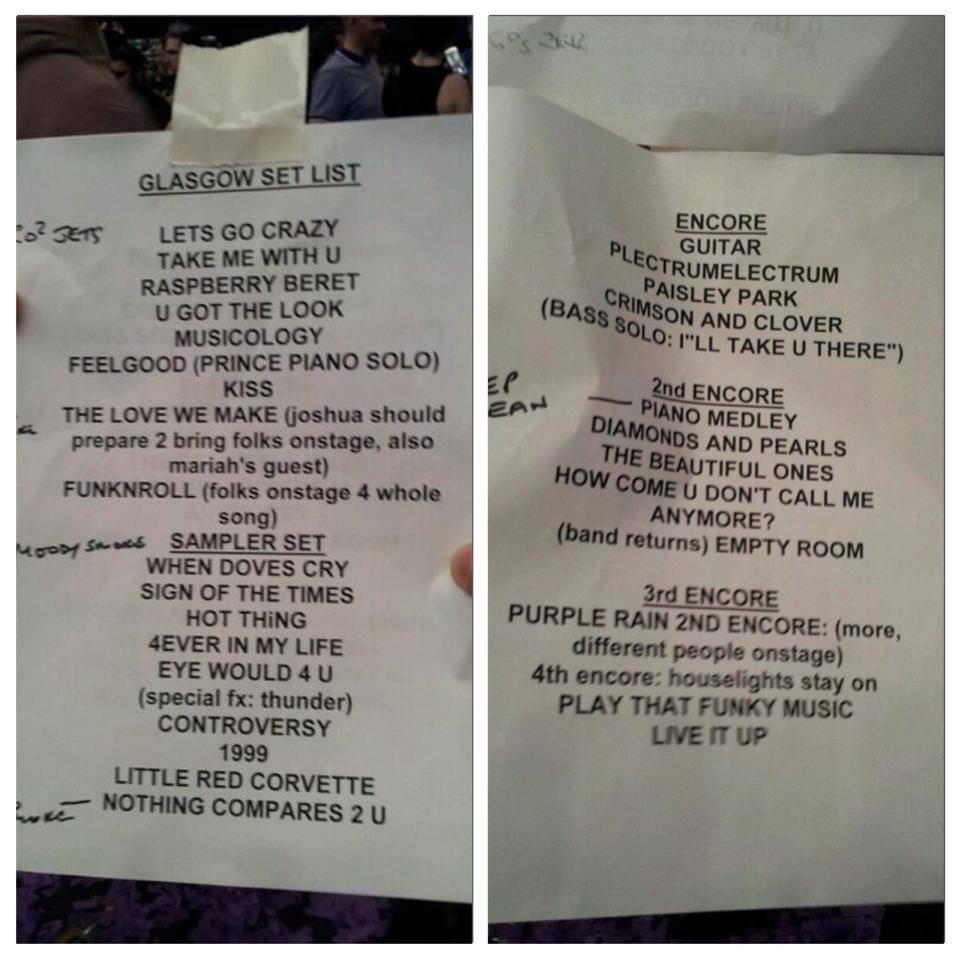 GLASGOW SET LIST
CO² JETS
LETS GO CRAZY
TAKE ME WITH U
RASPBERRY BERET
U GOT THE LOOK
MUSICOLOGY
FEELGOOD (PRINCE PIANO SOLO)
KISS
THE LOVE WE MAKE (joshua should
prepare 2 bring folks onstage, also
mariah's guest)
FUNKNROLL (folks onstage 4 whole
song)
MOODY SMOKE
SAMPLER SET
WHEN DOVES CRY
SIGN OF THE TIMES
HOT THiNG
4EVER IN MY LIFE
EYE WOULD 4 U
(special fx: thunder)
CONTROVERSY
1999
LITTLE RED CORVETTE
NOTHING COMPARES 2 U
ENCORE
GUITAR
PLECTRUMELECTRUM
PAISLEY PARK
CRIMSON AND CLOVER
(BASS SOLO: I"LL TAKE U THERE")
EP
EAN
2nd ENCORE
PIANO MEDLEY
DIAMONDS AND PEARLS
THE BEAUTIFUL ONES
HOW COME U DON'T CALL ME
ANYMORE?
(band returns) EMPTY ROOM
3rd ENCORE
PURPLE RAIN 2ND ENCORE: (more,
different people onstage)
4th encore: houselights stay on
PLAY THAT FUNKY MUSIC
LIVE IT UP